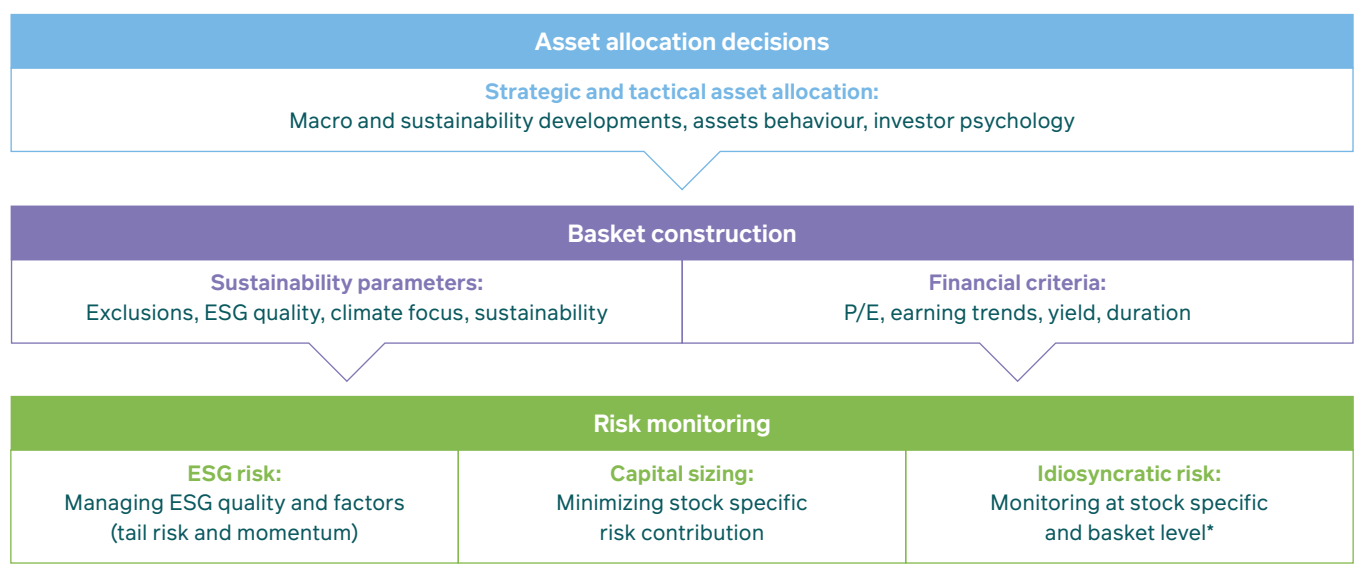 Asset allocation decisions
Strategic and tactical asset allocation:
Macro and sustainability developments, assets behaviour, investor psychology
Basket construction
Sustainability parameters:
Exclusions, ESG quality, climate focus, sustainability
Financial criteria:
P/E, earning trends, yield, duration
Risk monitoring
ESG risk:
Managing ESG quality and factors
(tail risk and momentum)
Capital sizing:
Minimizing stock specific
risk contribution
Idiosyncratic risk:
Monitoring at stock specific
and basket level*